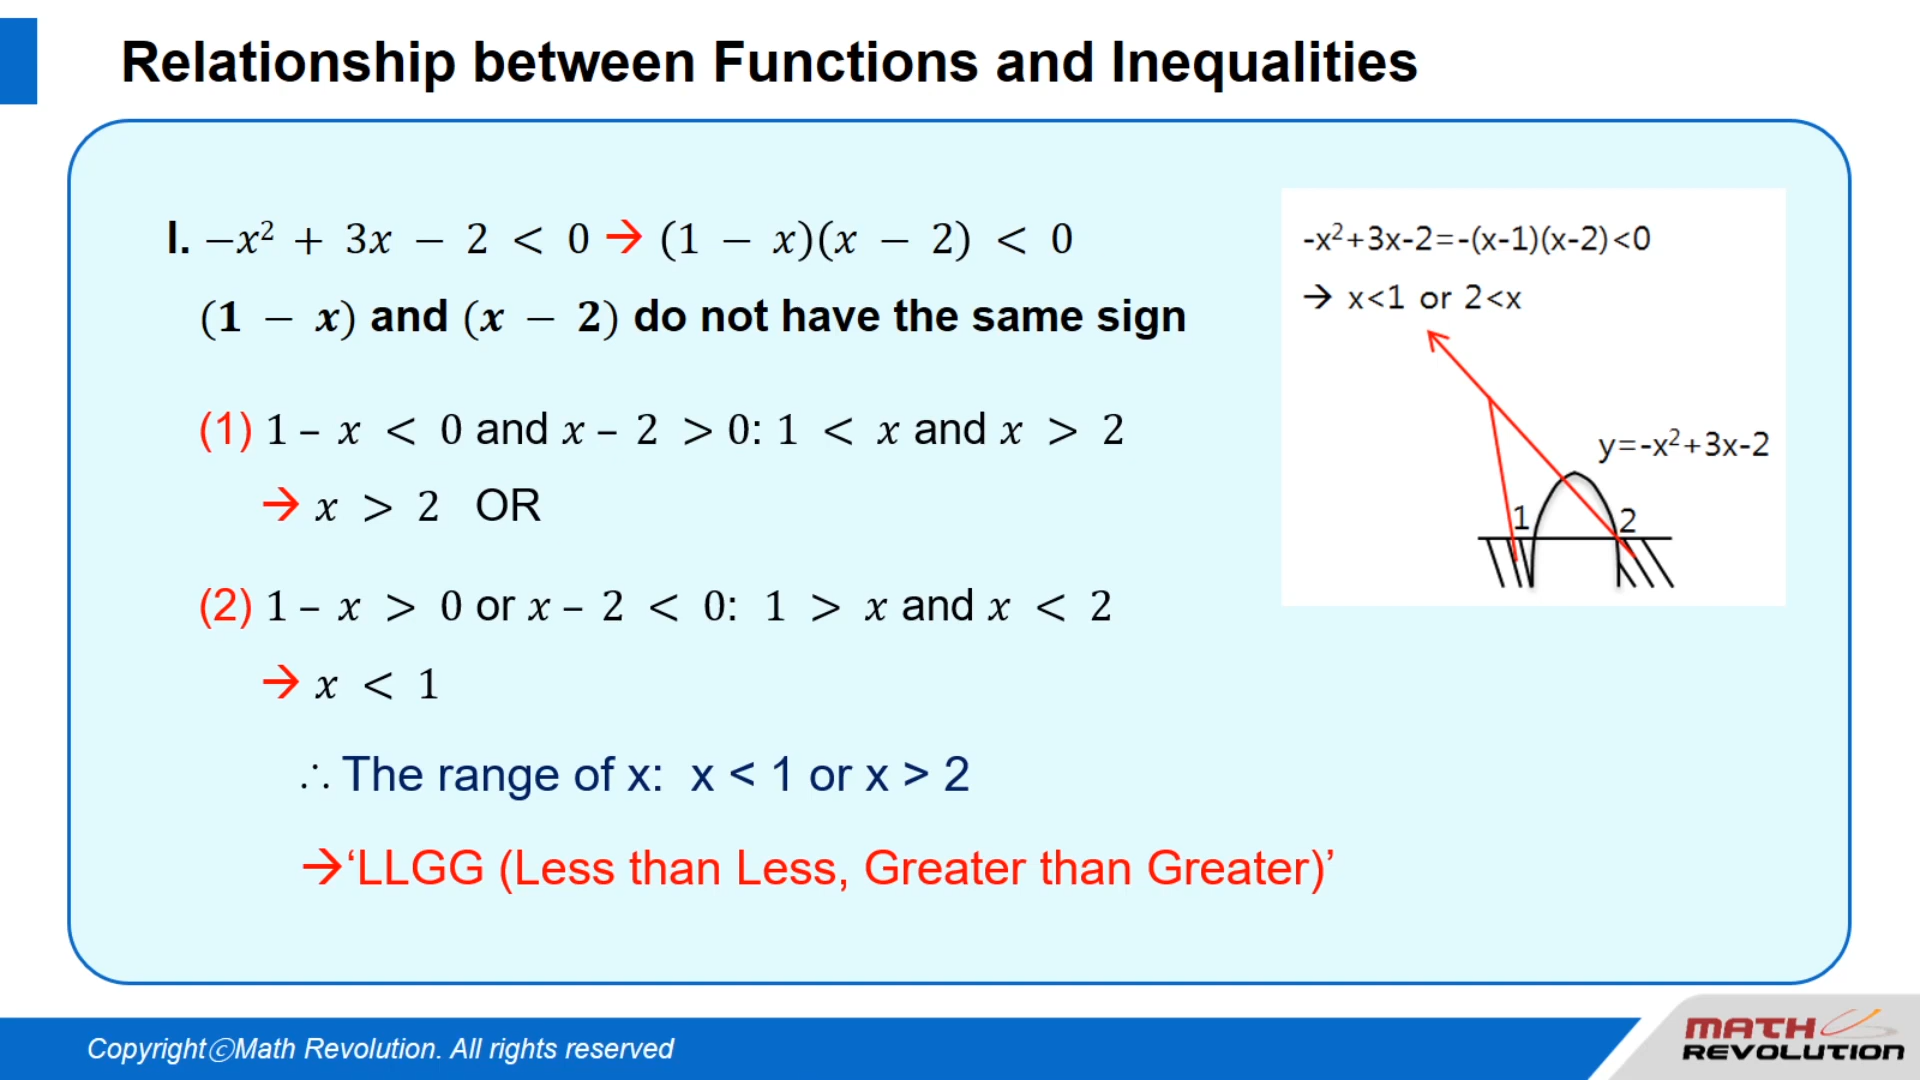 Relationship between Functions and Inequalities
I. −x² + 3x − 2 < 0 → (1 − x)(x − 2) < 0
(1 − x) and (x − 2) do not have the same sign
(1) 1 – x < 0 and x – 2 > 0: 1 < x and x > 2
→ x > 2 OR
(2) 1 – x > 0 or x – 2 < 0: 1 > x and x < 2
→ x < 1
∴ The range of x: x < 1 or x > 2
→‘LLGG (Less than Less, Greater than Greater)’
-x²+3x-2=-(x-1)(x-2)<0
→ x<1 or 2<x
y=-x²+3x-2
1
2
CopyrightⓒMath Revolution. All rights reserved
MATH
REVOLUTION